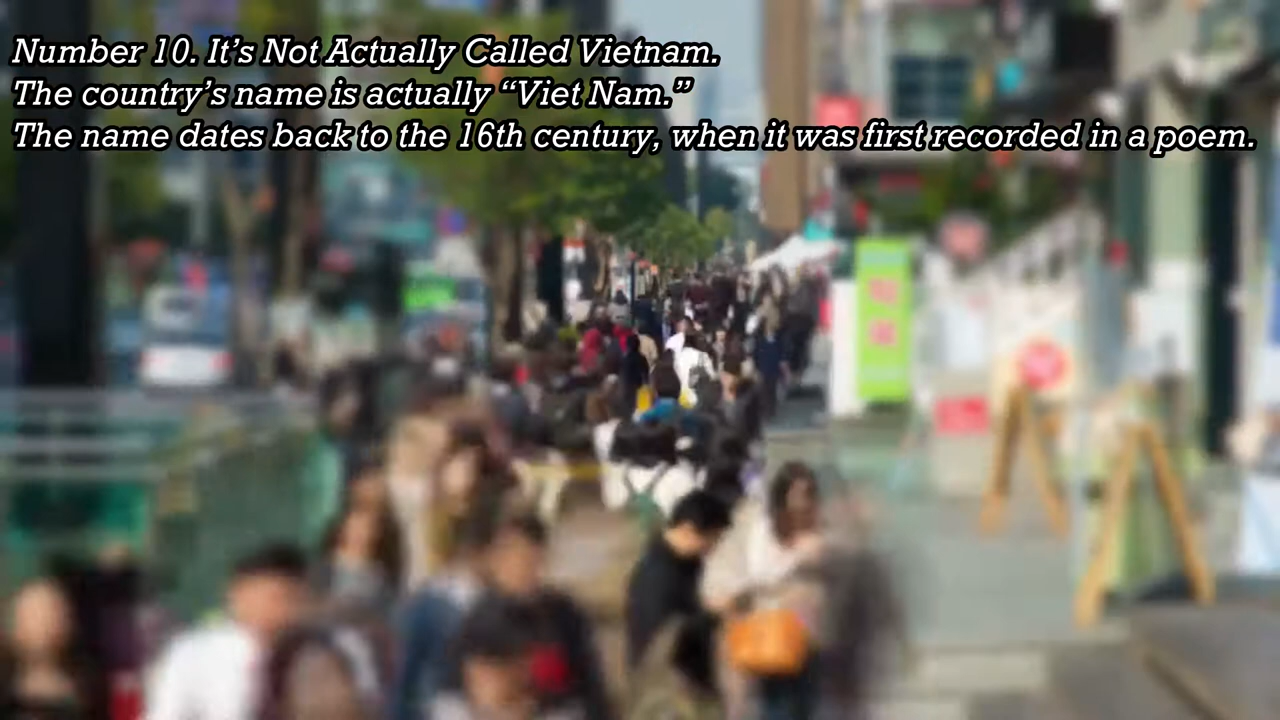 Number 10. It’s Not Actually Called Vietnam.
The country’s name is actually “Viet Nam.”
The name dates back to the 16th century, when it was first recorded in a poem.